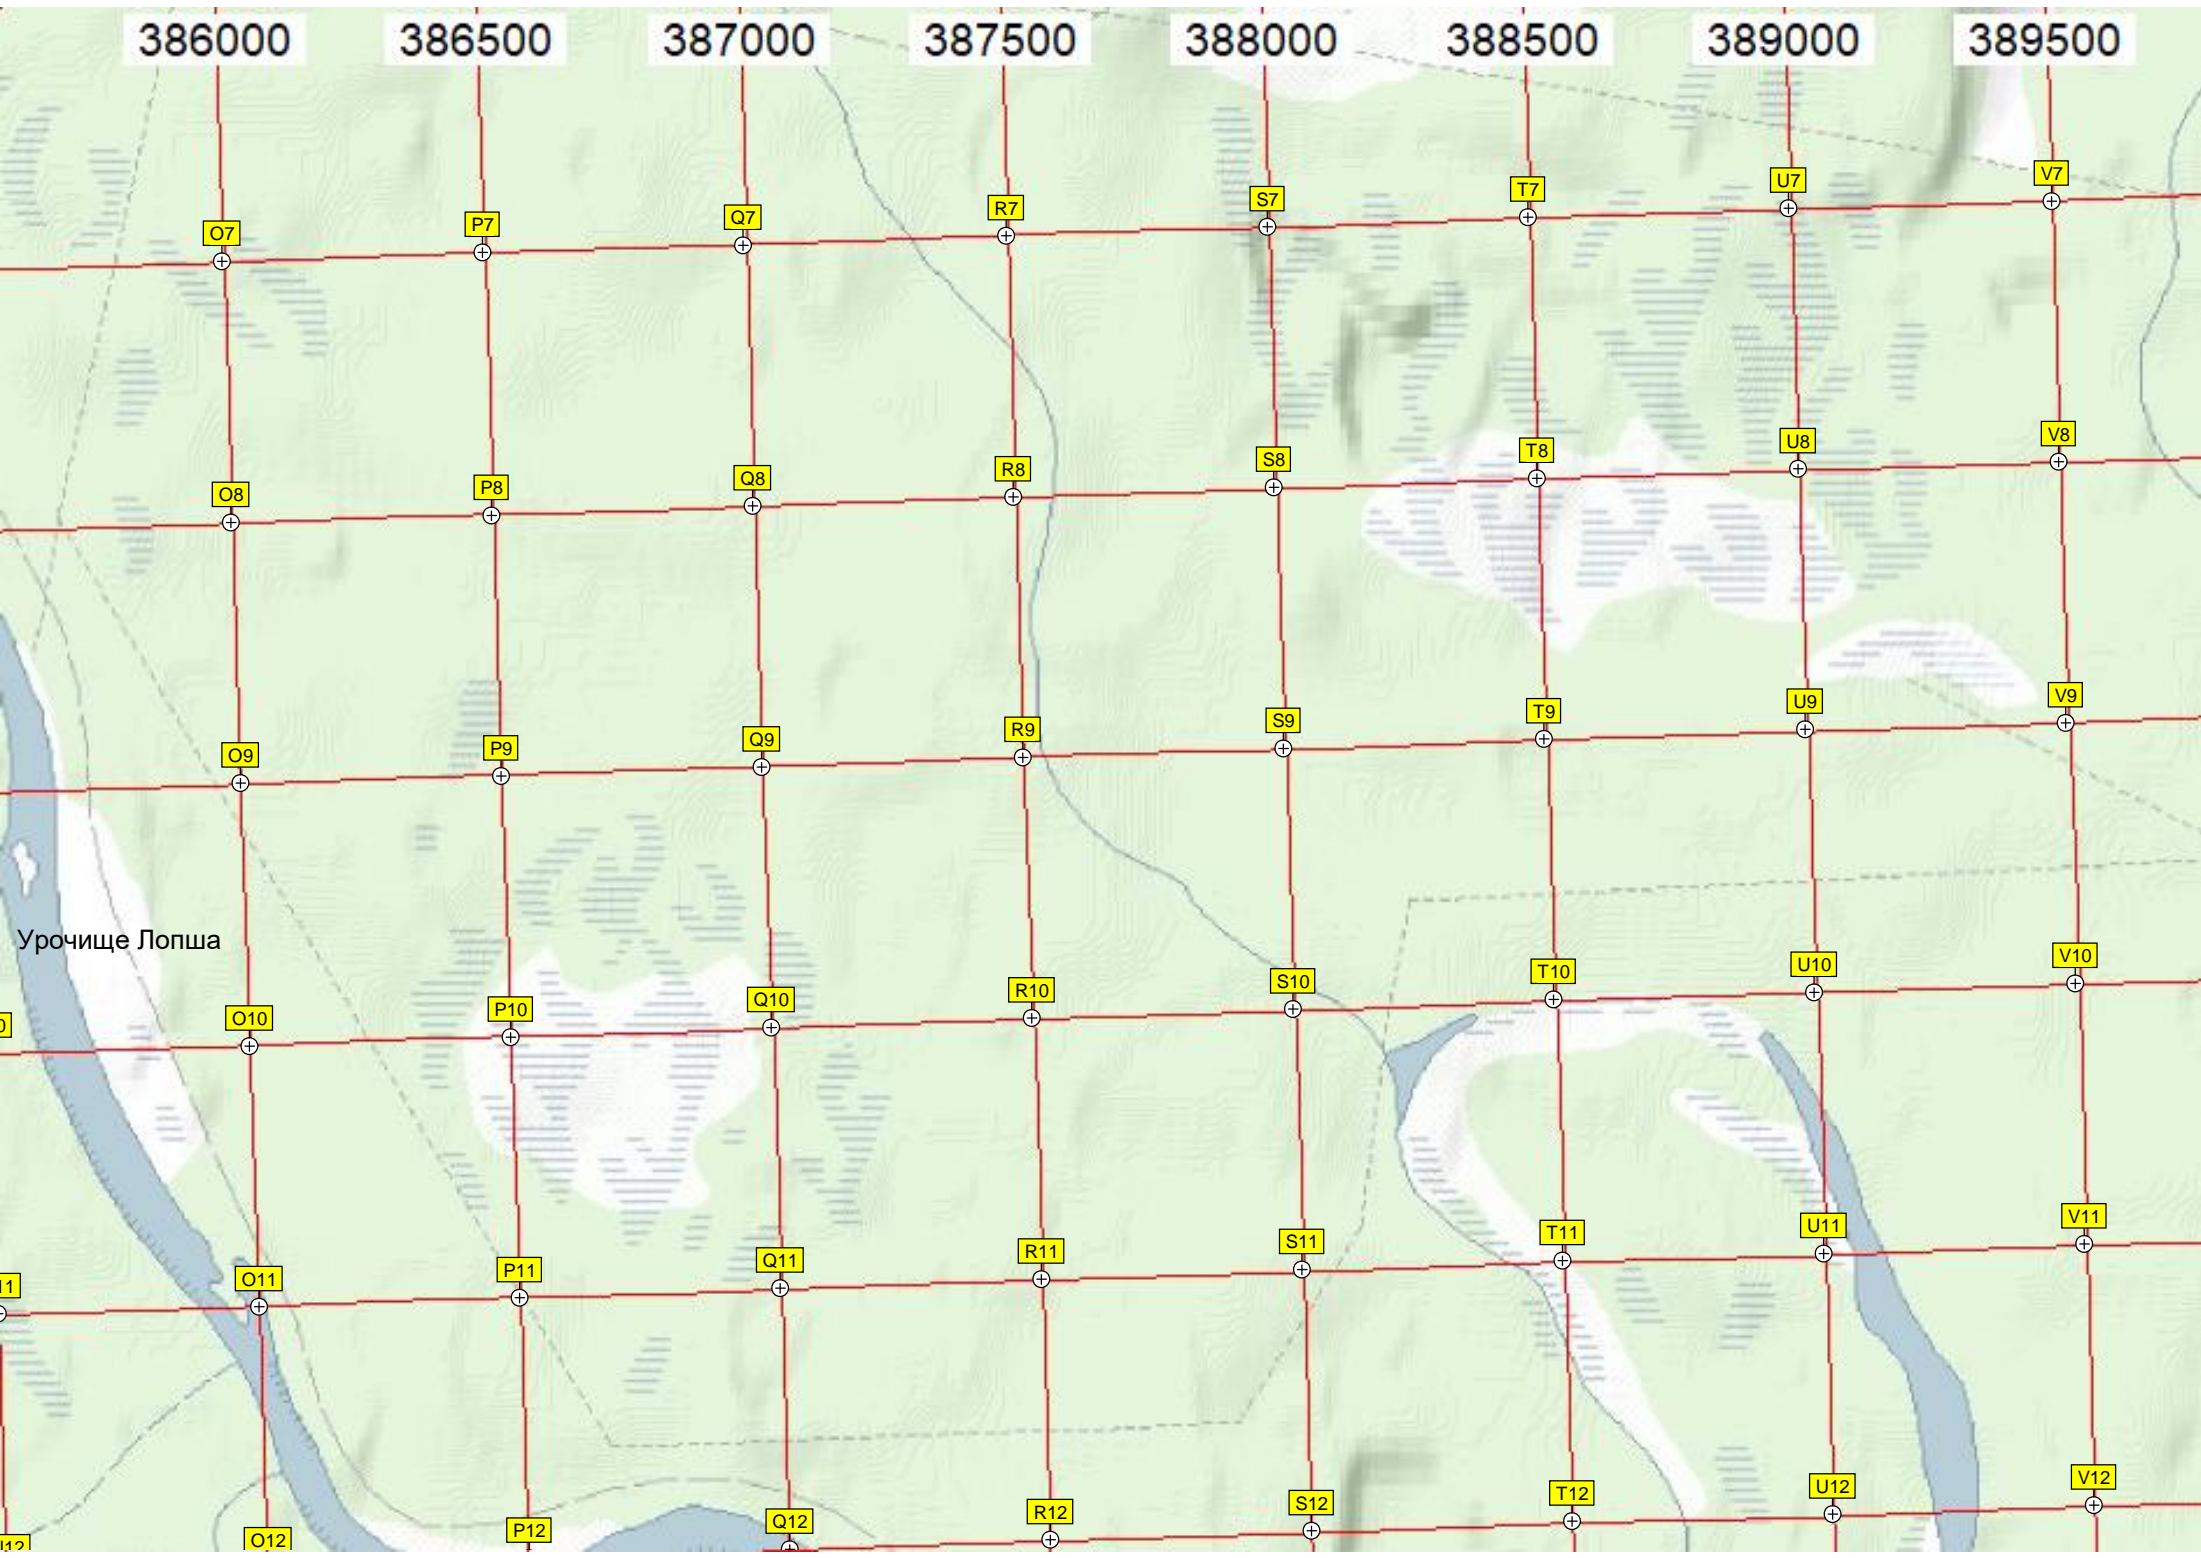 386000 386500 387000 387500 388000 388500 389000 389500
O7 P7 Q7 R7 S7 T7 U7 V7
O8 P8 Q8 R8 S8 T8 U8 V8
O9 P9 Q9 R9 S9 T9 U9 V9
Урочище Лопша
0 O10 P10 Q10 R10 S10 T10 U10 V10
11 O11 P11 Q11 R11 S11 T11 U11 V11
12 O12 P12 Q12 R12 S12 T12 U12 V12